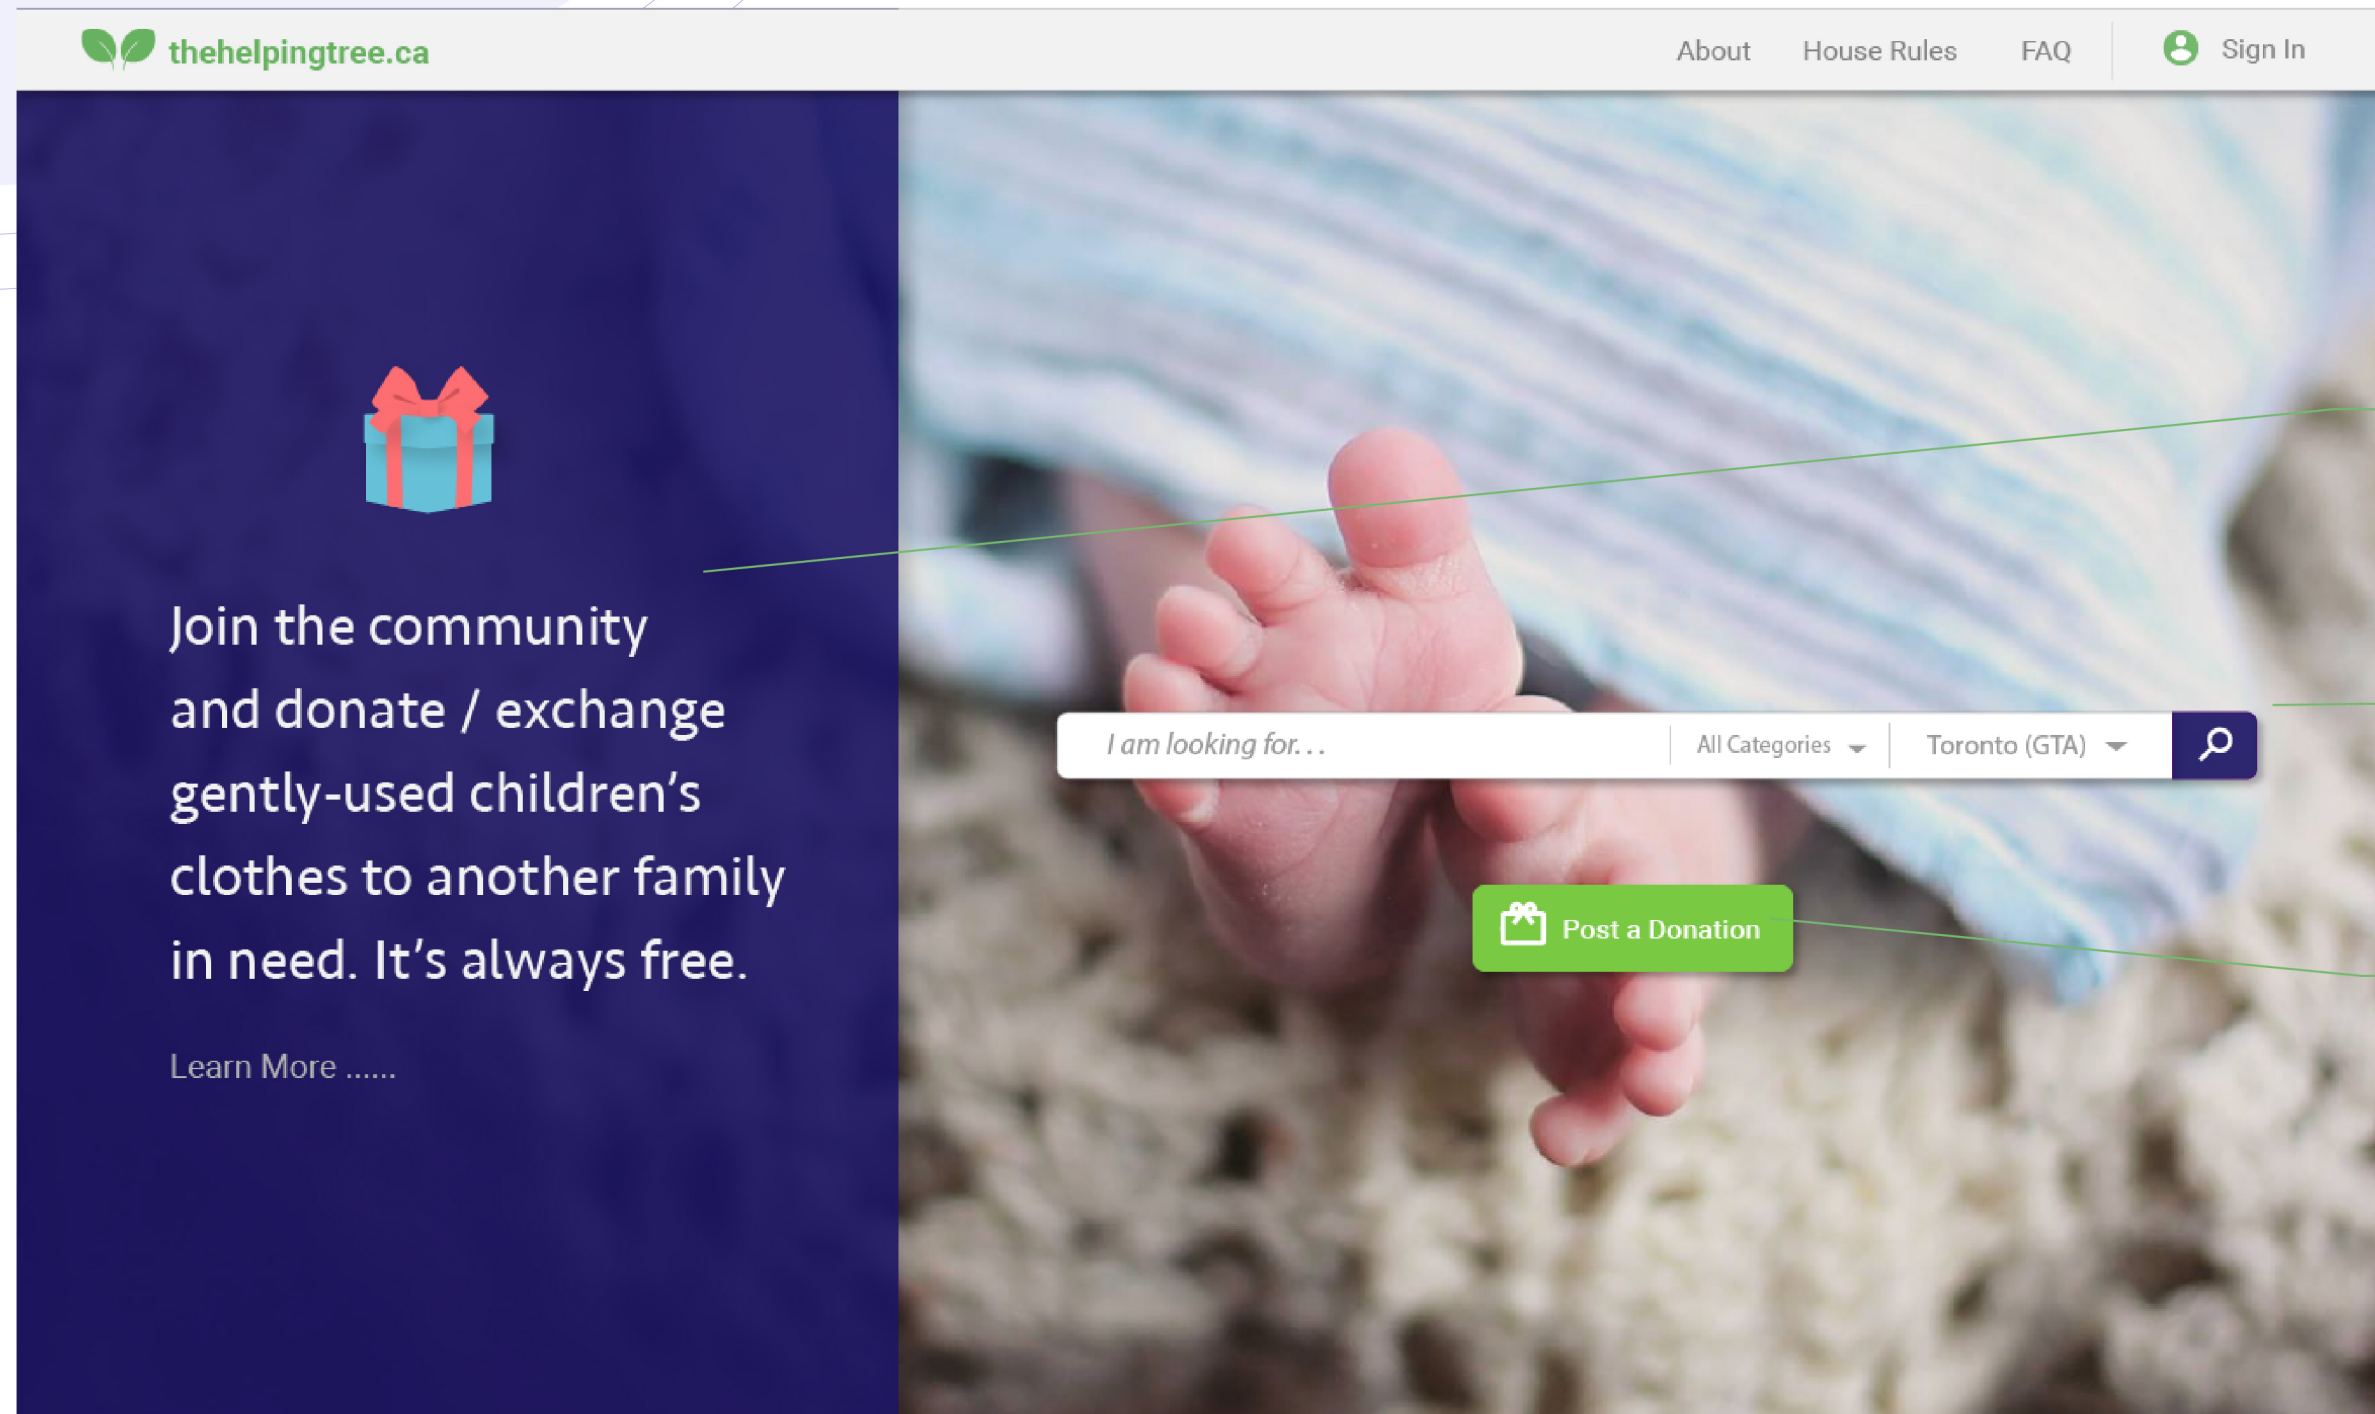 thehelpingtree.ca
About House Rules FAQ Sign In
Join the community
and donate / exchange
gently-used children's
clothes to another family
in need. It's always free.
Learn More ......
I am looking for... All Categories Toronto (GTA)
Post a Donation